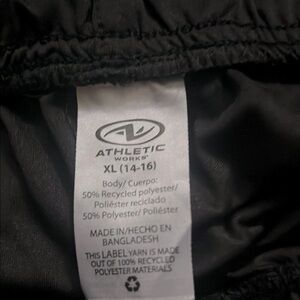 ATHLETIC
WORKS
XL (14-16)
Body/ Cuerpo:
50% Recycled polyester/
Poliéster reciclado
50% Polyester/ Poliéster
MADE IN/HECHO EN
BANGLADESH
THIS LABEL YARN IS MADE
OUT OF 100% RECYCLED
POLYESTER MATERIALS